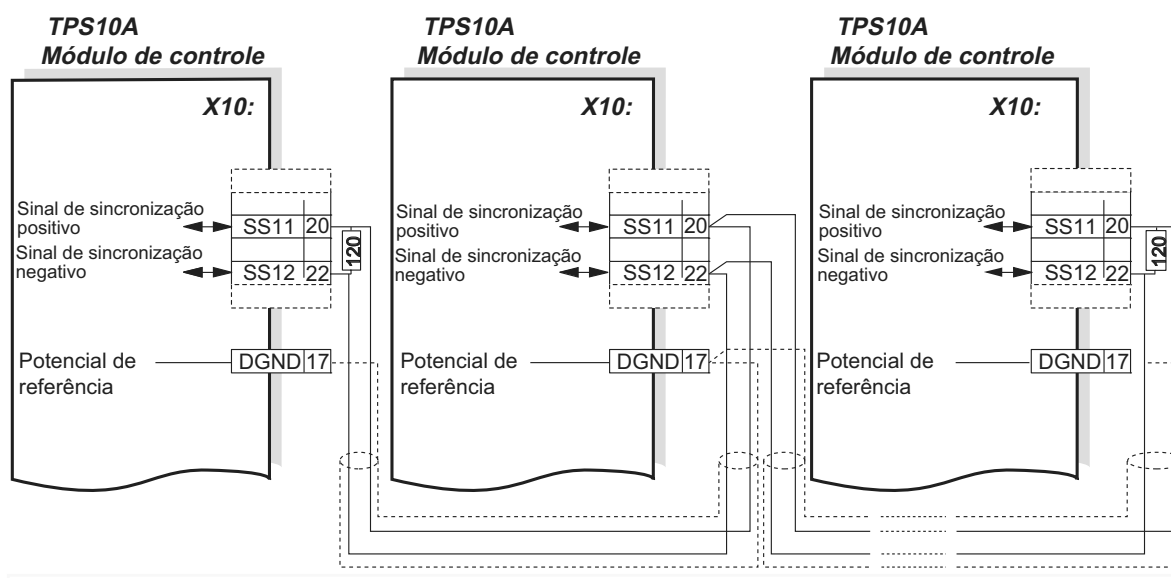 TPS10A
Módulo de controle
X10:
Sinal de sincronização
positivo
SS11 20
Sinal de sincronização
negativo
SS12 22
120
Potencial de
referência
DGND 17
TPS10A
Módulo de controle
Sinal de sincronização
positivo
SS11 20
Sinal de sincronização
negativo
SS12 22
Potencial de
referência
DGND 17
X10:
TPS10A
Módulo de controle
X10:
Sinal de sincronização
positivo
SS11 20
Sinal de sincronização
negativo
SS12 22
120
Potencial de
referência
DGND 17